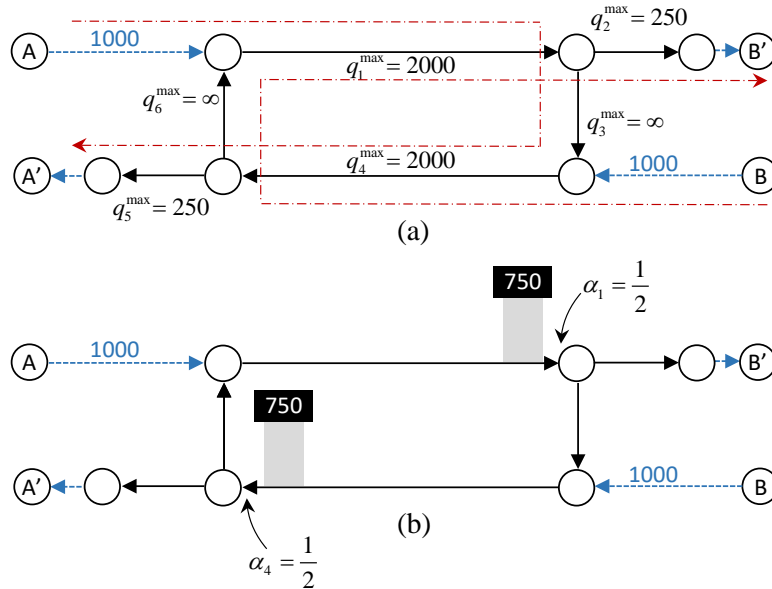 q_2^max = 250
A 1000 B'
q_1^max = 2000
q_6^max = ∞
q_3^max = ∞
q_4^max = 2000
A' 1000 B
q_5^max = 250
(a)
750
α_1 = 1/2
A 1000 B'
750
A' 1000 B
(b)
α_4 = 1/2